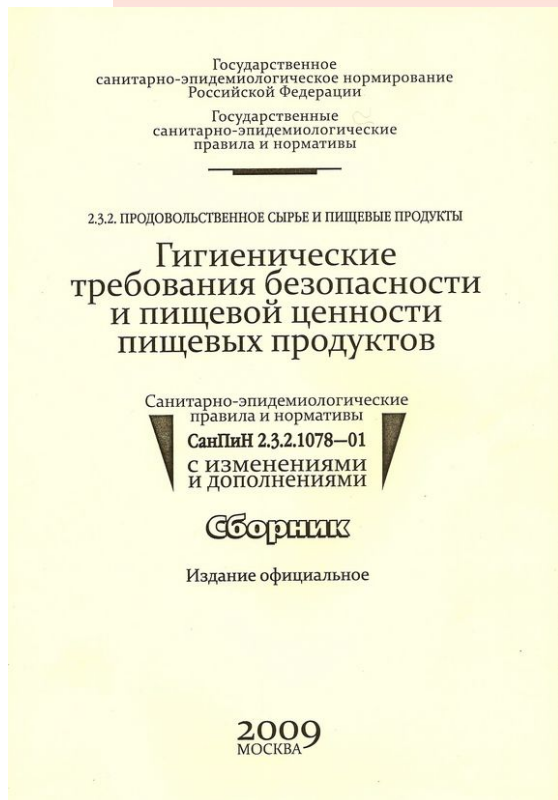 Государственное
санитарно-эпидемиологическое нормирование
Российской Федерации
Государственные
санитарно-эпидемиологические
правила и нормативы
2.3.2. ПРОДОВОЛЬСТВЕННОЕ СЫРЬЕ И ПИЩЕВЫЕ ПРОДУКТЫ
Гигиенические
требования безопасности
и пищевой ценности
пищевых продуктов
Санитарно-эпидемиологические
правила и нормативы
СанПиН 2.3.2.1078—01
с изменениями
и дополнениями
Сборник
Издание официальное
2009
МОСКВА